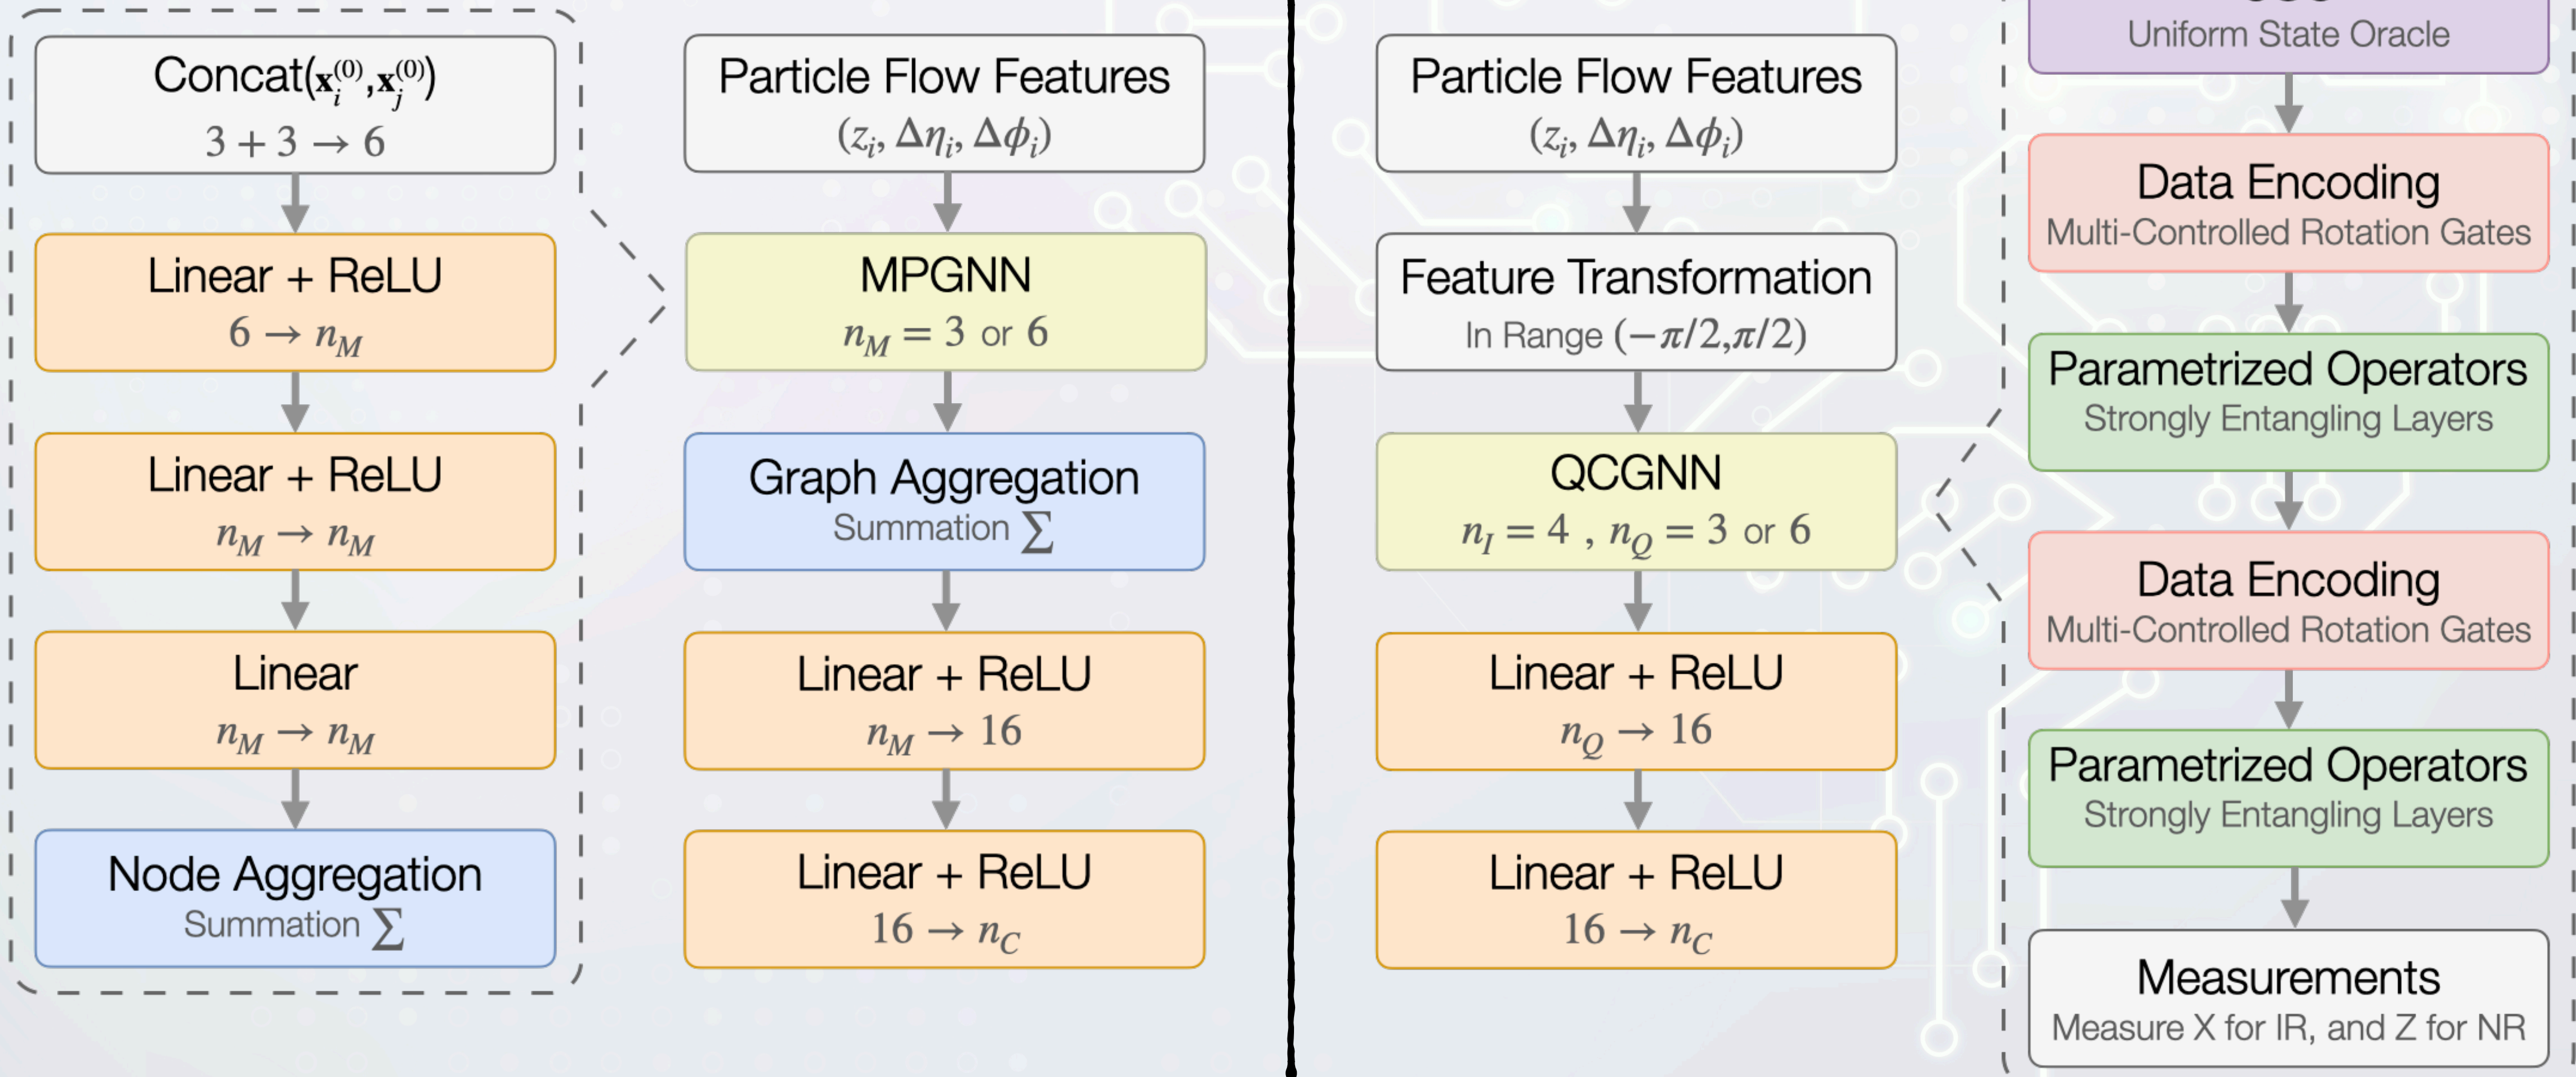 Concat(𝐱ᵢ⁽⁰⁾,𝐱ⱼ⁽⁰⁾)
3 + 3 → 6
Linear + ReLU
6 → n_M
Linear + ReLU
n_M → n_M
Linear
n_M → n_M
Node Aggregation
Summation ∑
Particle Flow Features
(z_i, Δη_i, Δϕ_i)
MPGNN
n_M = 3 or 6
Graph Aggregation
Summation ∑
Linear + ReLU
n_M → 16
Linear + ReLU
16 → n_C
Particle Flow Features
(z_i, Δη_i, Δϕ_i)
Feature Transformation
In Range (−π/2,π/2)
QCGNN
n_I = 4 , n_Q = 3 or 6
Linear + ReLU
n_Q → 16
Linear + ReLU
16 → n_C
Uniform State Oracle
Data Encoding
Multi-Controlled Rotation Gates
Parametrized Operators
Strongly Entangling Layers
Data Encoding
Multi-Controlled Rotation Gates
Parametrized Operators
Strongly Entangling Layers
Measurements
Measure X for IR, and Z for NR